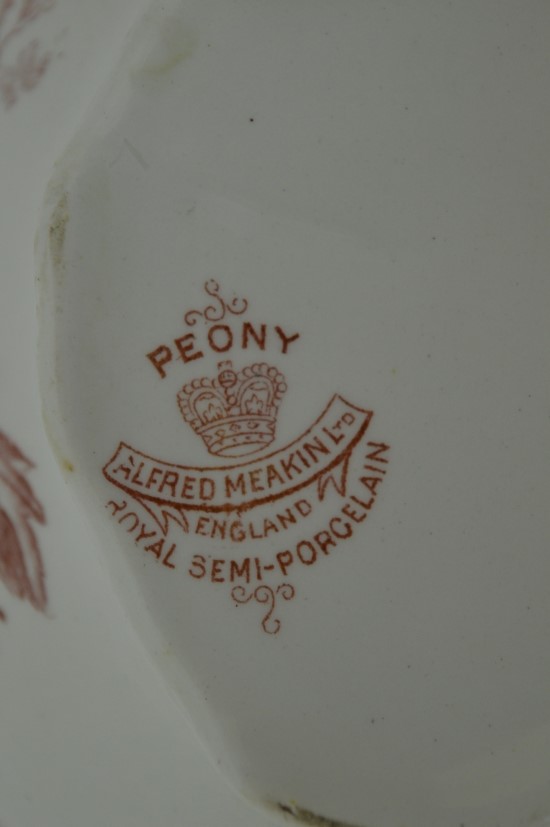 PEONY
ALFRED MEAKIN LTD
ENGLAND
ROYAL SEMI-PORCELAIN